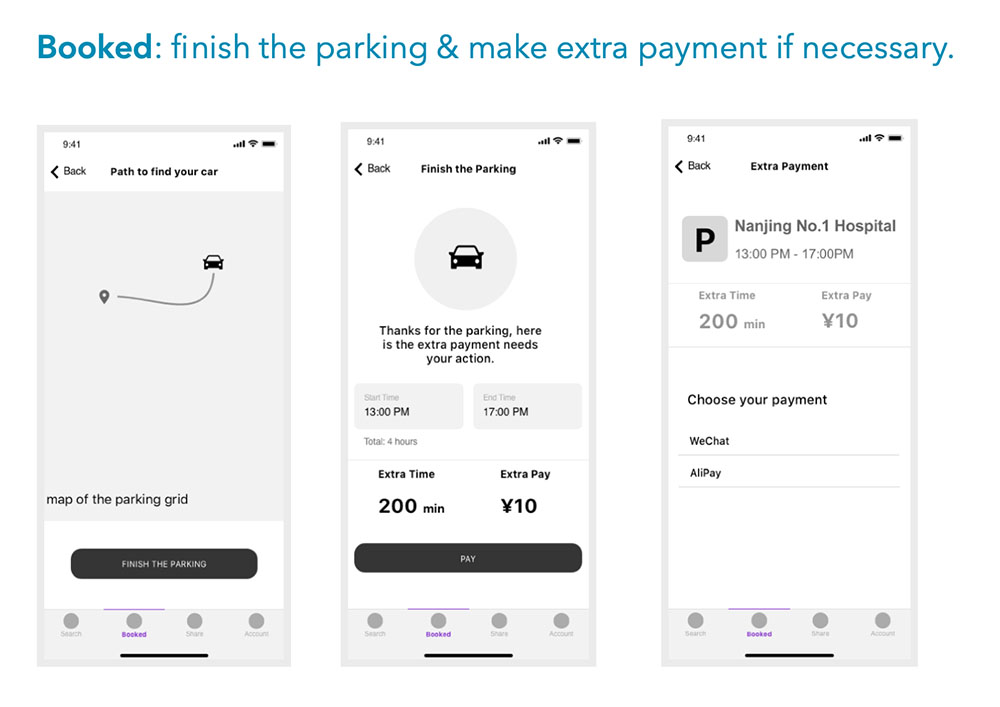 Booked: finish the parking & make extra payment if necessary.
9:41
Back
Path to find your car
map of the parking grid
FINISH THE PARKING
Search
Booked
Share
Account
9:41
Back
Finish the Parking
Thanks for the parking, here
is the extra payment needs
your action.
Start Time
13:00 PM
End Time
17:00 PM
Total: 4 hours
Extra Time
200 min
Extra Pay
¥10
PAY
Search
Booked
Share
Account
9:41
Back
Extra Payment
P
Nanjing No.1 Hospital
13:00 PM - 17:00PM
Extra Time
200 min
Extra Pay
¥10
Choose your payment
WeChat
AliPay
Search
Booked
Share
Account